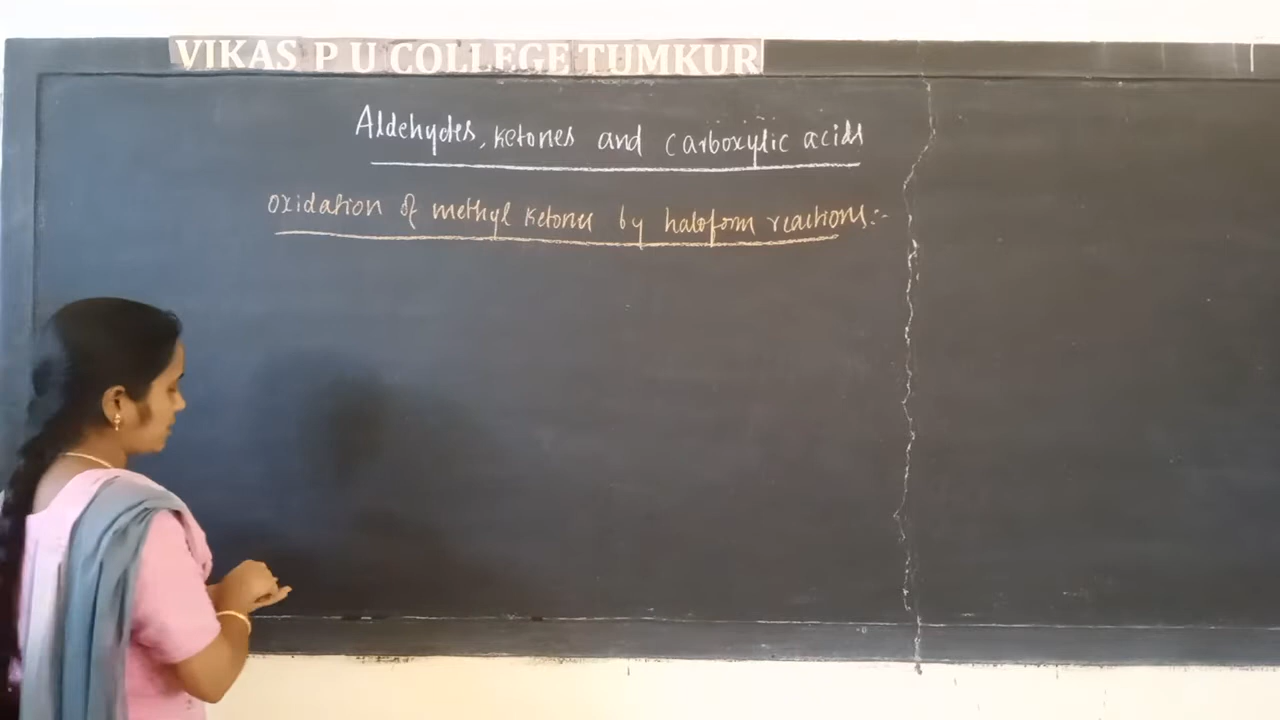 VIKAS P U COLLEGE TUMKUR
Aldehydes, ketones and carboxylic acids
oxidation of methyl ketones by haloform reactions:-